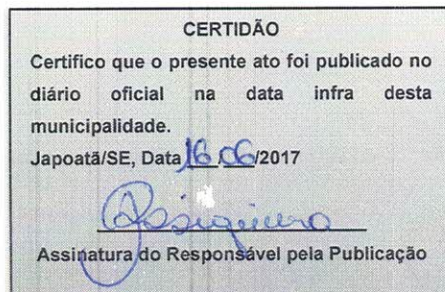 CERTIDÃO
Certifico que o presente ato foi publicado no
diário oficial na data infra desta
municipalidade.
Japoatã/SE, Data 16/06/2017
Assinatura do Responsável pela Publicação